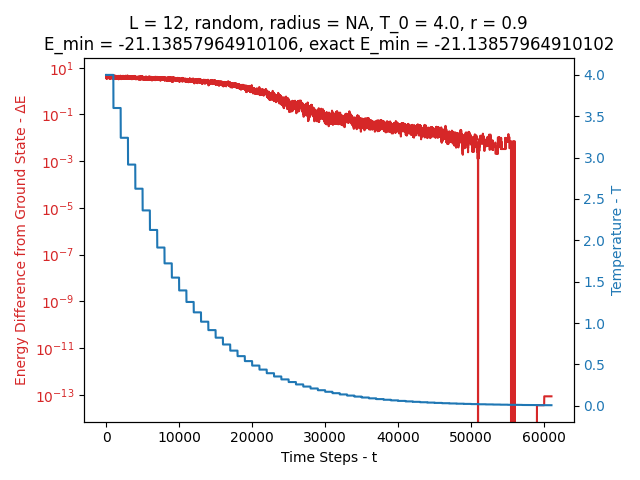 L = 12, random, radius = NA, T_0 = 4.0, r = 0.9
E_min = -21.13857964910106, exact E_min = -21.13857964910102
Energy Difference from Ground State - ΔE
10¹
10⁻¹
10⁻³
10⁻⁵
10⁻⁷
10⁻⁹
10⁻¹¹
10⁻¹³
4.0
3.5
3.0
2.5
2.0
1.5
1.0
0.5
0.0
Temperature - T
0 10000 20000 30000 40000 50000 60000
Time Steps - t